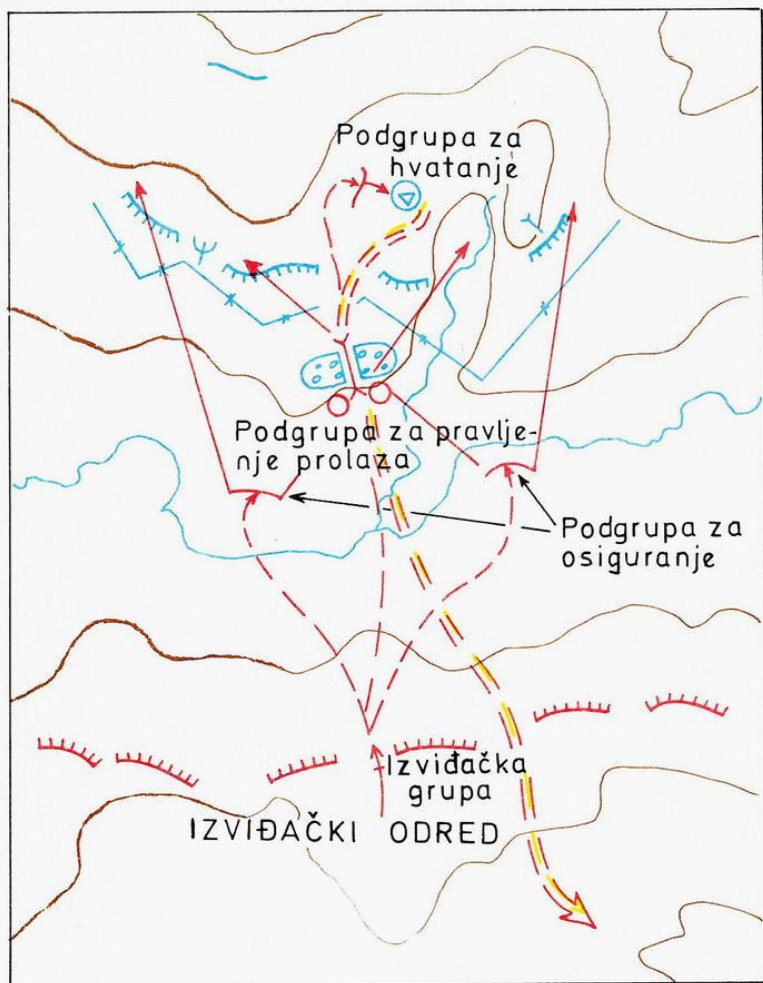 Podgrupa za
hvatanje
Podgrupa za pravlje-
nje prolaza
Podgrupa za
osiguranje
Izviđačka
grupa
IZVIĐAČKI ODRED